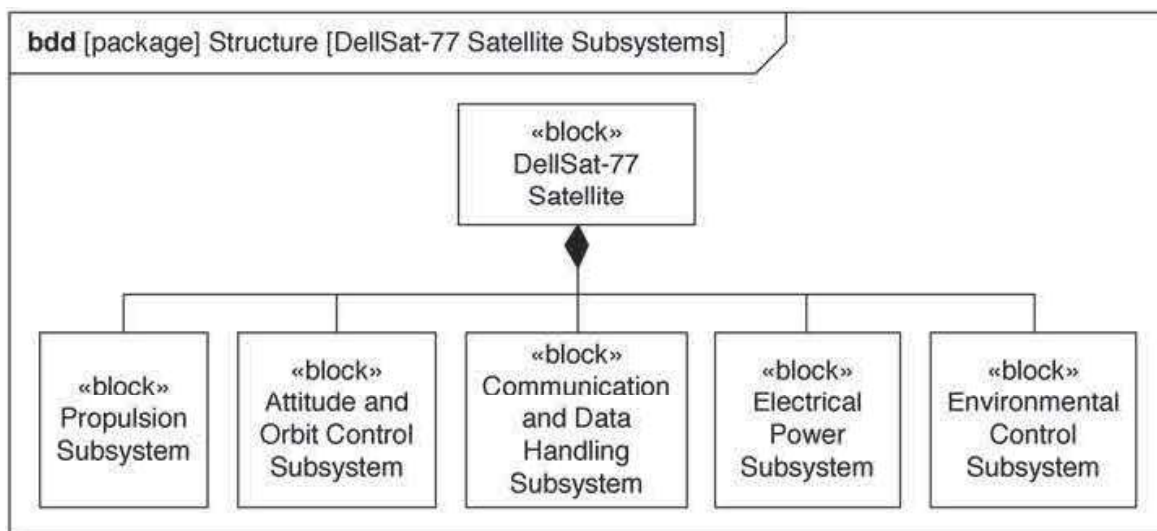 bdd [package] Structure [DellSat-77 Satellite Subsystems]
«block»
DellSat-77
Satellite
«block»
Propulsion
Subsystem
«block»
Attitude and
Orbit Control
Subsystem
«block»
Communication
and Data
Handling
Subsystem
«block»
Electrical
Power
Subsystem
«block»
Environmental
Control
Subsystem